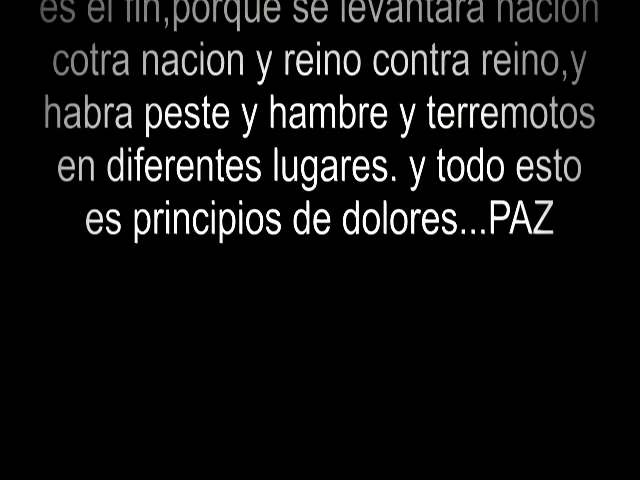 es el fin,porque se levantara nacion
cotra nacion y reino contra reino,y
habra peste y hambre y terremotos
en diferentes lugares. y todo esto
es principios de dolores...PAZ